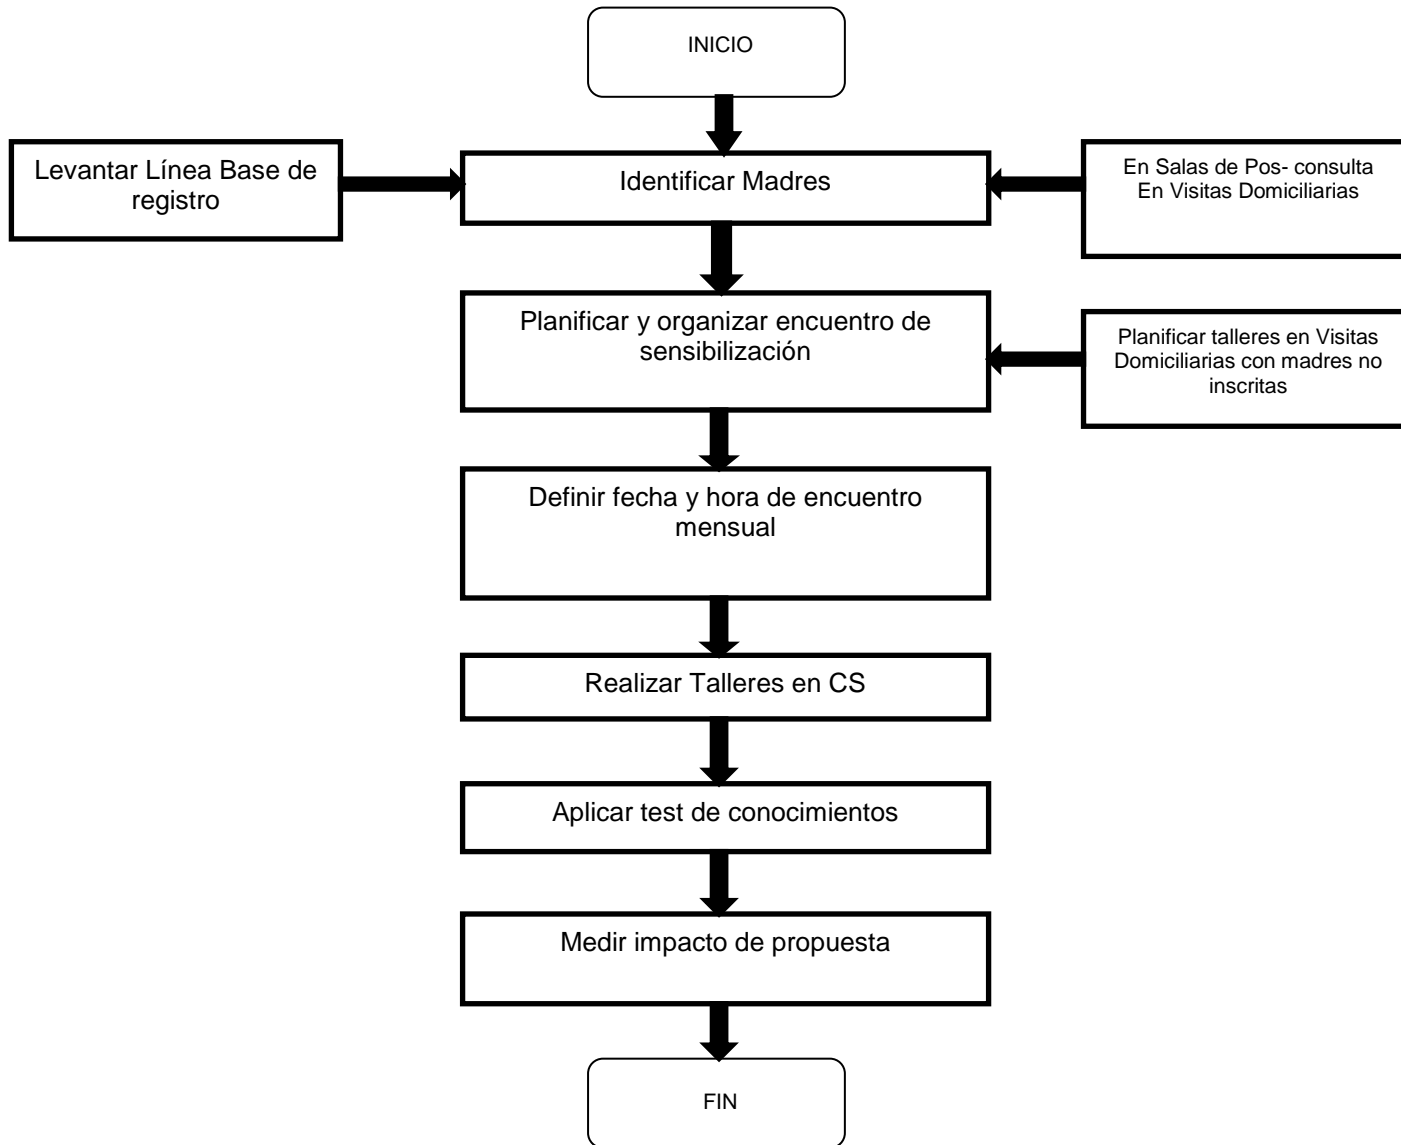 INICIO
Levantar Línea Base de
registro
Identificar Madres
En Salas de Pos- consulta
En Visitas Domiciliarias
Planificar y organizar encuentro de
sensibilización
Planificar talleres en Visitas
Domiciliarias con madres no
inscritas
Definir fecha y hora de encuentro
mensual
Realizar Talleres en CS
Aplicar test de conocimientos
Medir impacto de propuesta
FIN